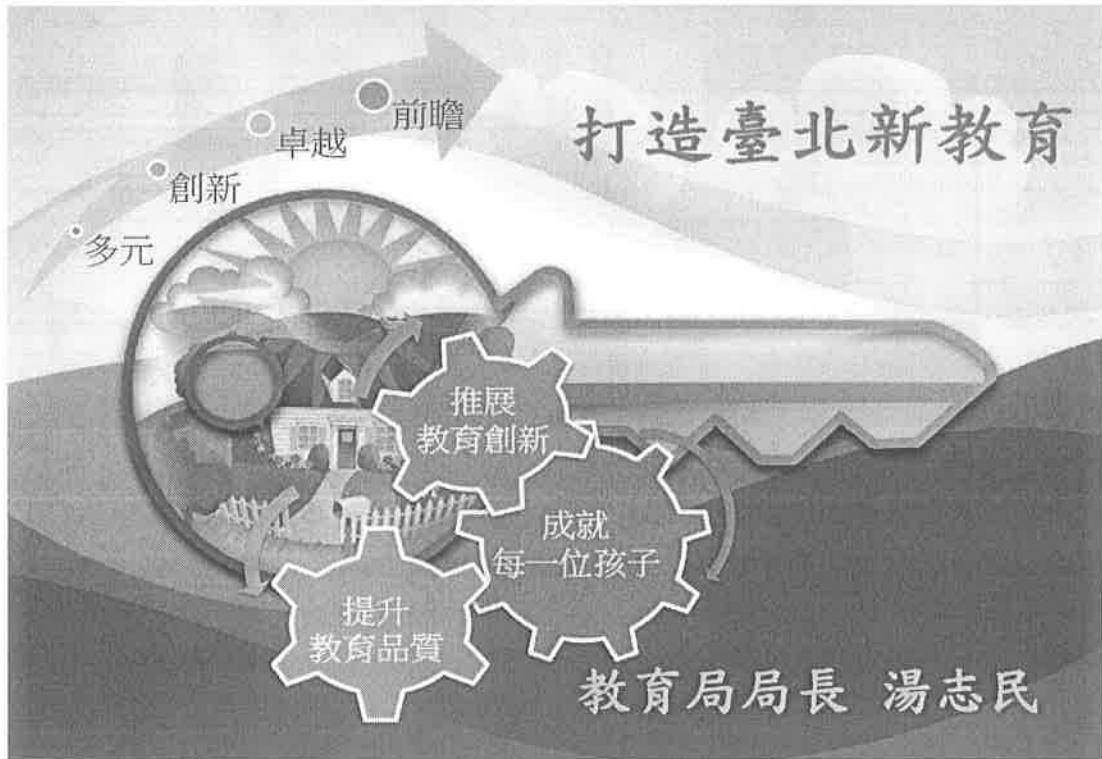 打造臺北新教育
前瞻
卓越
創新
多元
推展
教育創新
成就
每一位孩子
提升
教育品質
教育局局長 湯志民